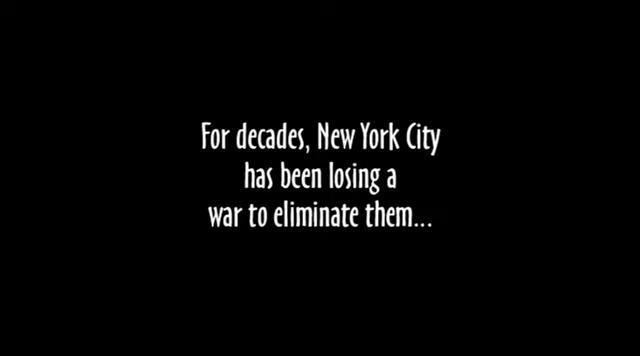 For decades, New York City
has been losing a
war to eliminate them...